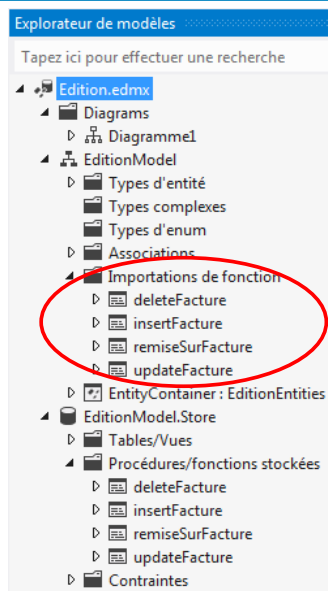 Explorateur de modèles
Tapez ici pour effectuer une recherche
Edition.edmx
Diagrams
Diagramme1
EditionModel
Types d'entité
Types complexes
Types d'enum
Associations
Importations de fonction
deleteFacture
insertFacture
remiseSurFacture
updateFacture
EntityContainer : EditionEntities
EditionModel.Store
Tables/Vues
Procédures/fonctions stockées
deleteFacture
insertFacture
remiseSurFacture
updateFacture
Contraintes